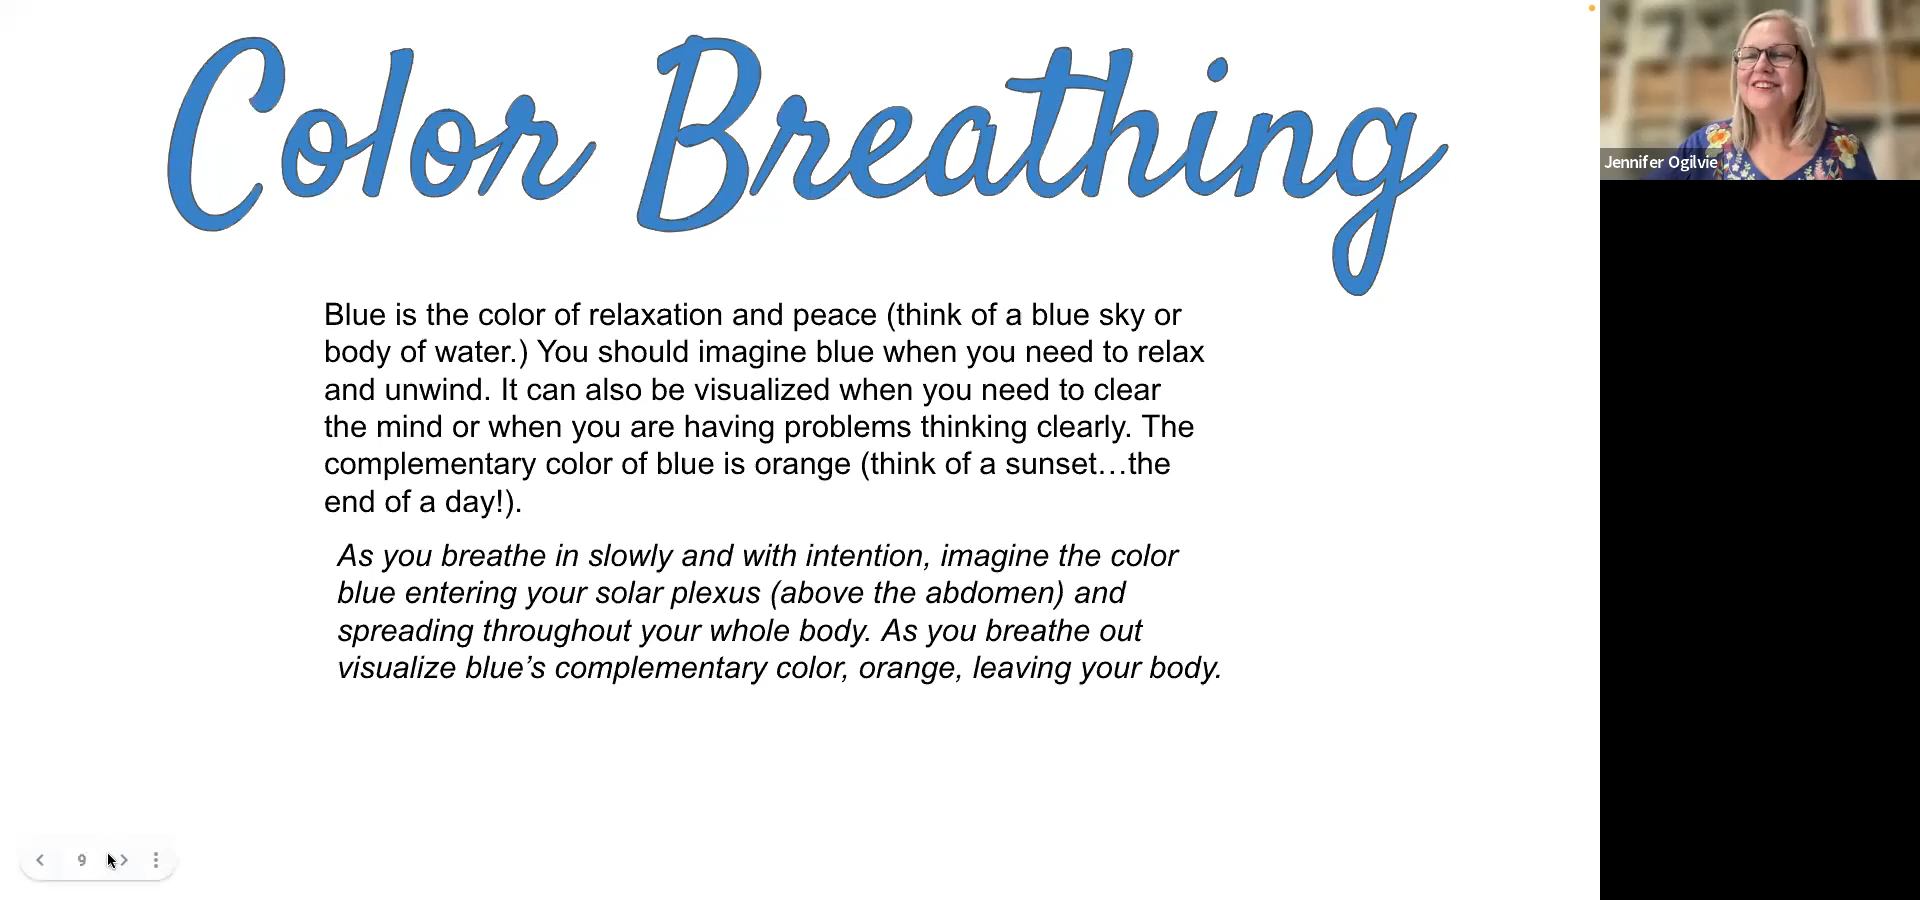 Color Breathing
Blue is the color of relaxation and peace (think of a blue sky or
body of water.) You should imagine blue when you need to relax
and unwind. It can also be visualized when you need to clear
the mind or when you are having problems thinking clearly. The
complementary color of blue is orange (think of a sunset…the
end of a day!).
As you breathe in slowly and with intention, imagine the color
blue entering your solar plexus (above the abdomen) and
spreading throughout your whole body. As you breathe out
visualize blue’s complementary color, orange, leaving your body.
9
Jennifer Ogilvie